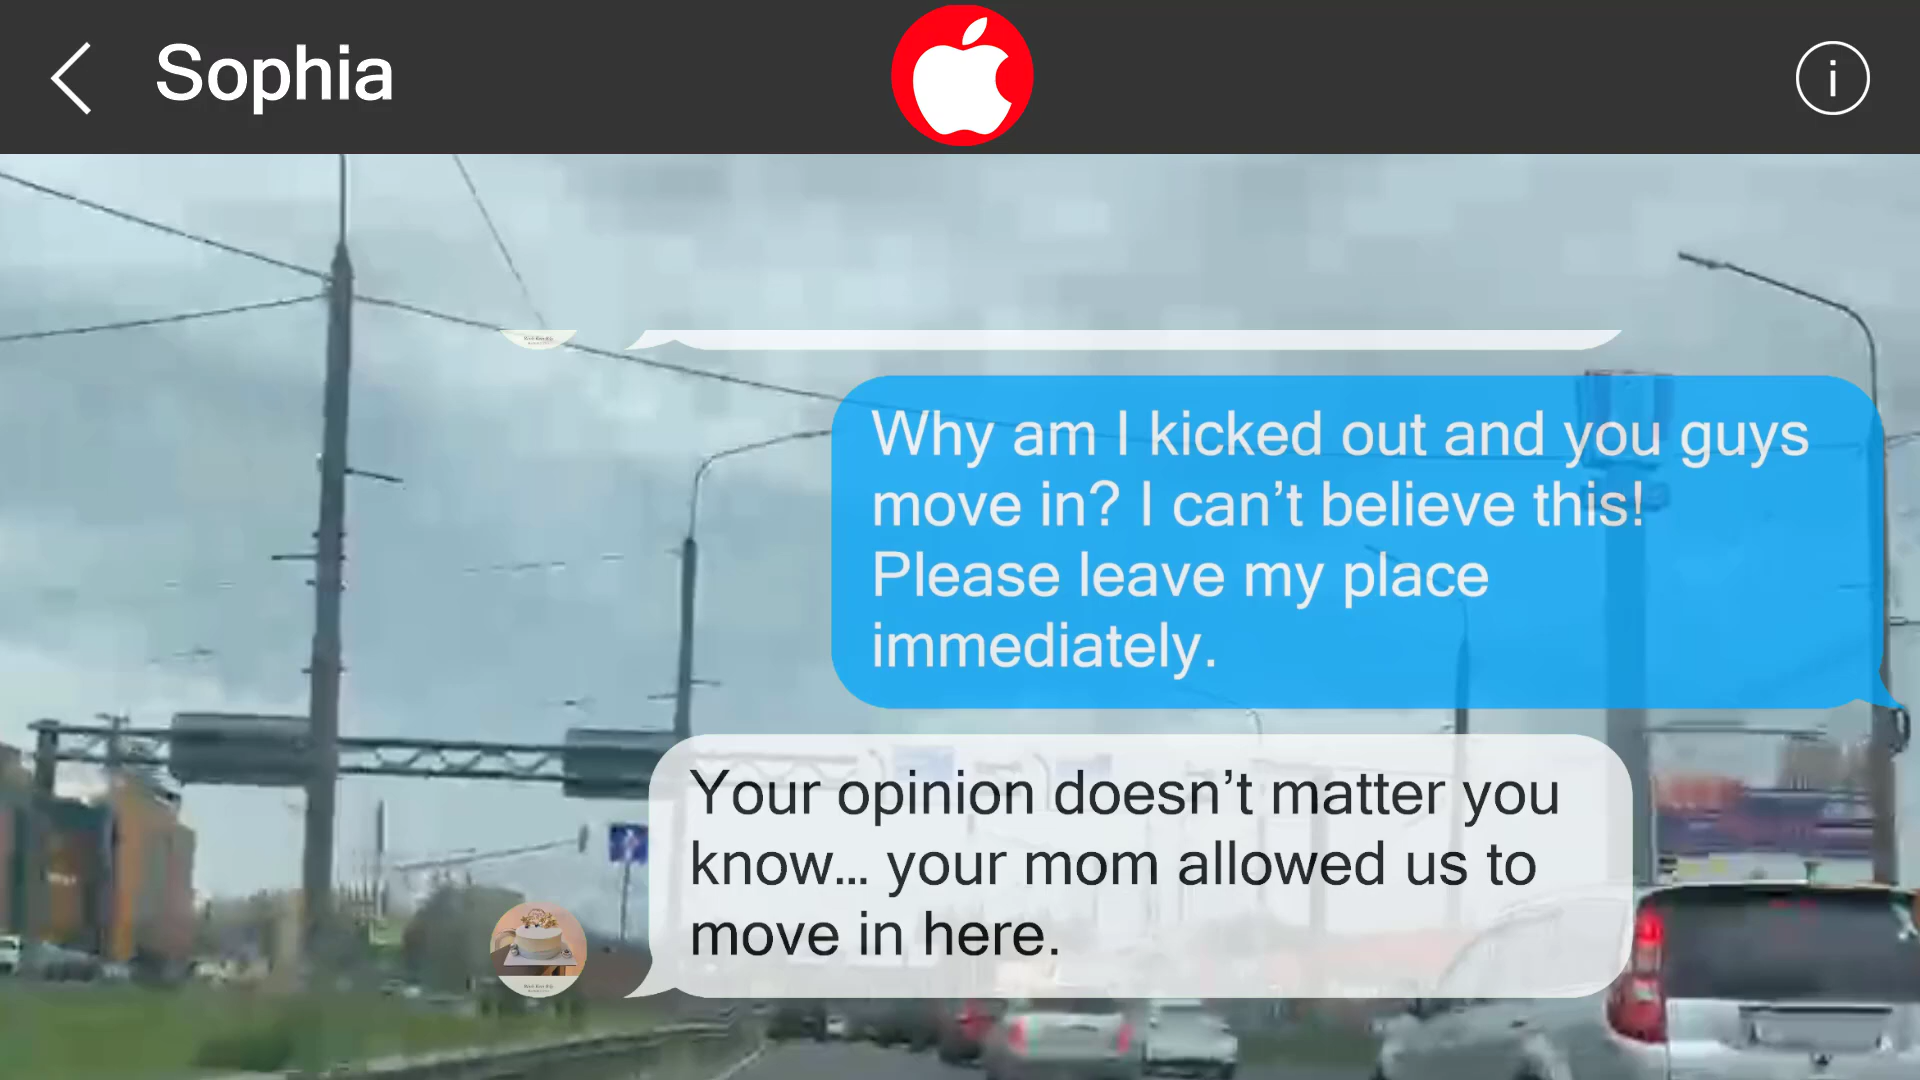 Sophia
Why am I kicked out and you guys
move in? I can’t believe this!
Please leave my place
immediately.
Your opinion doesn’t matter you
know... your mom allowed us to
move in here.